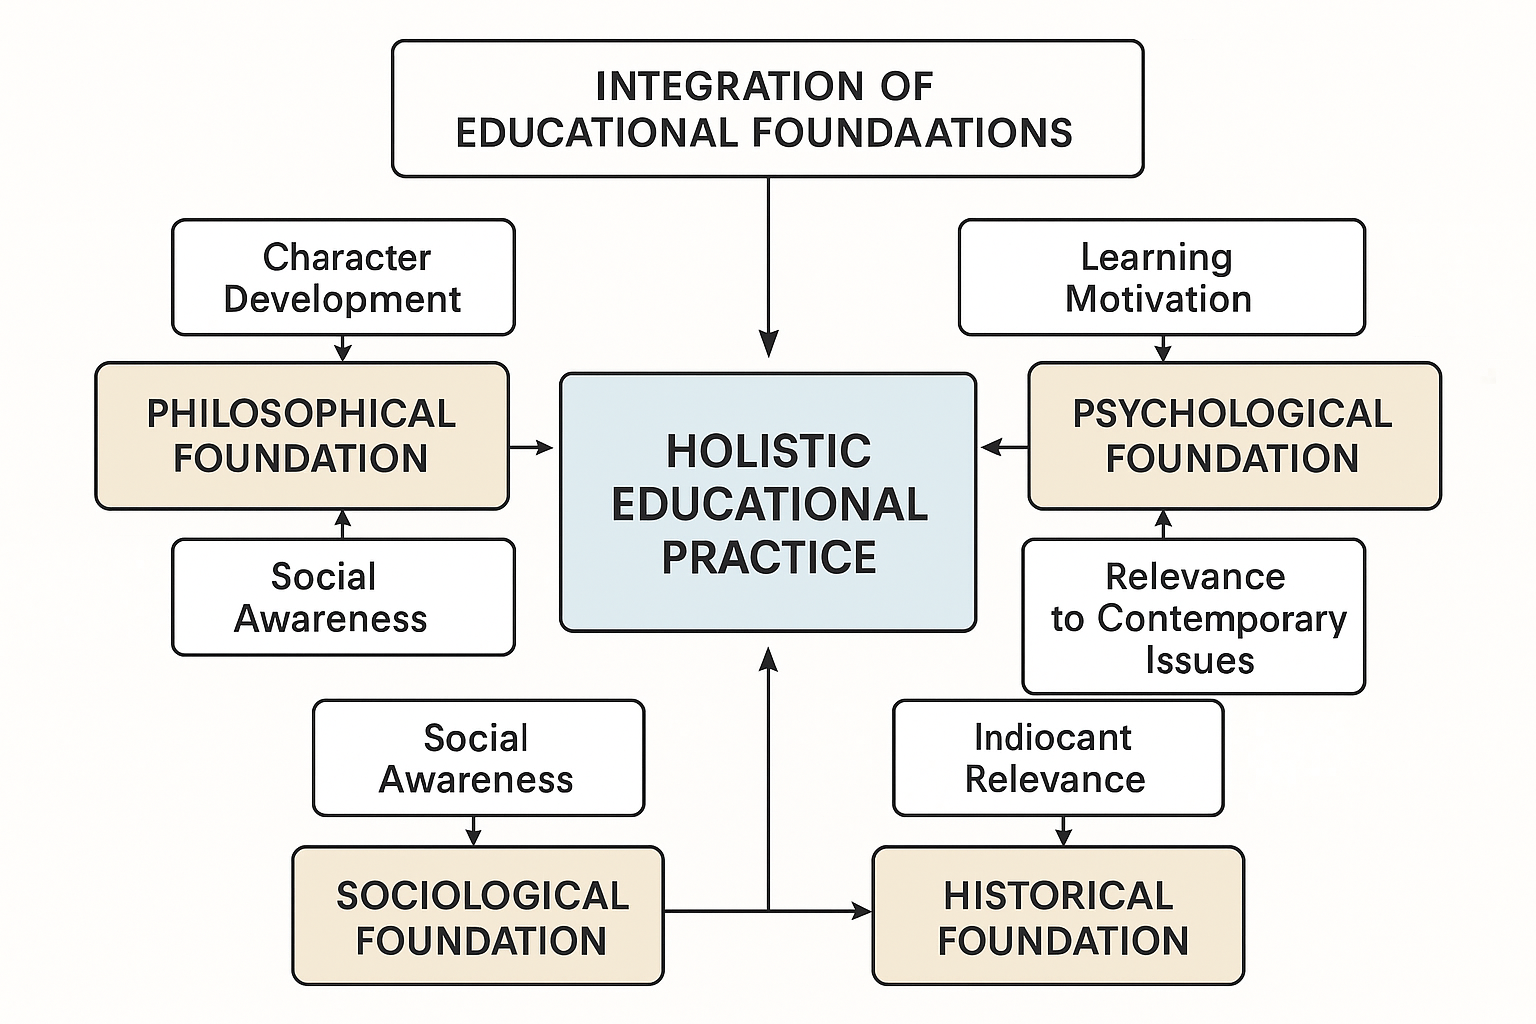 INTEGRATION OF
EDUCATIONAL FOUNDAATIONS
Character
Development
Learning
Motivation
PHILOSOPHICAL
FOUNDATION
HOLISTIC
EDUCATIONAL
PRACTICE
PSYCHOLOGICAL
FOUNDATION
Social
Awareness
Relevance
to Contemporary
Issues
Social
Awareness
Indiocant
Relevance
SOCIOLOGICAL
FOUNDATION
HISTORICAL
FOUNDATION